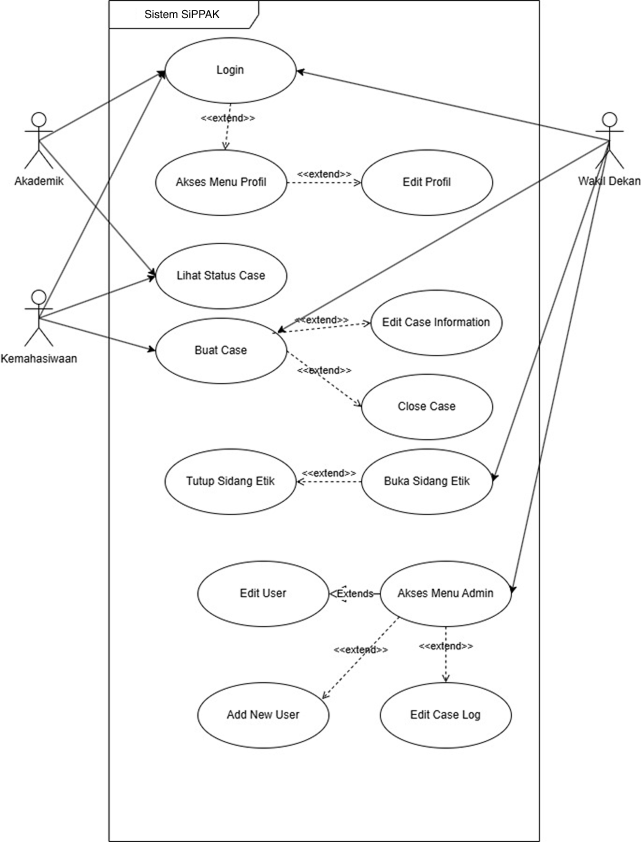 Sistem SiPPAK
Login
<<extend>>
Akademik
Wakil Dekan
Akses Menu Profil
<<extend>>
Edit Profil
Lihat Status Case
Kemahasiwaan
Buat Case
<<extend>>
Edit Case Information
<<extend>>
Close Case
Tutup Sidang Etik
<<extend>>
Buka Sidang Etik
Edit User
Extends
Akses Menu Admin
<<extend>>
<<extend>>
Add New User
Edit Case Log